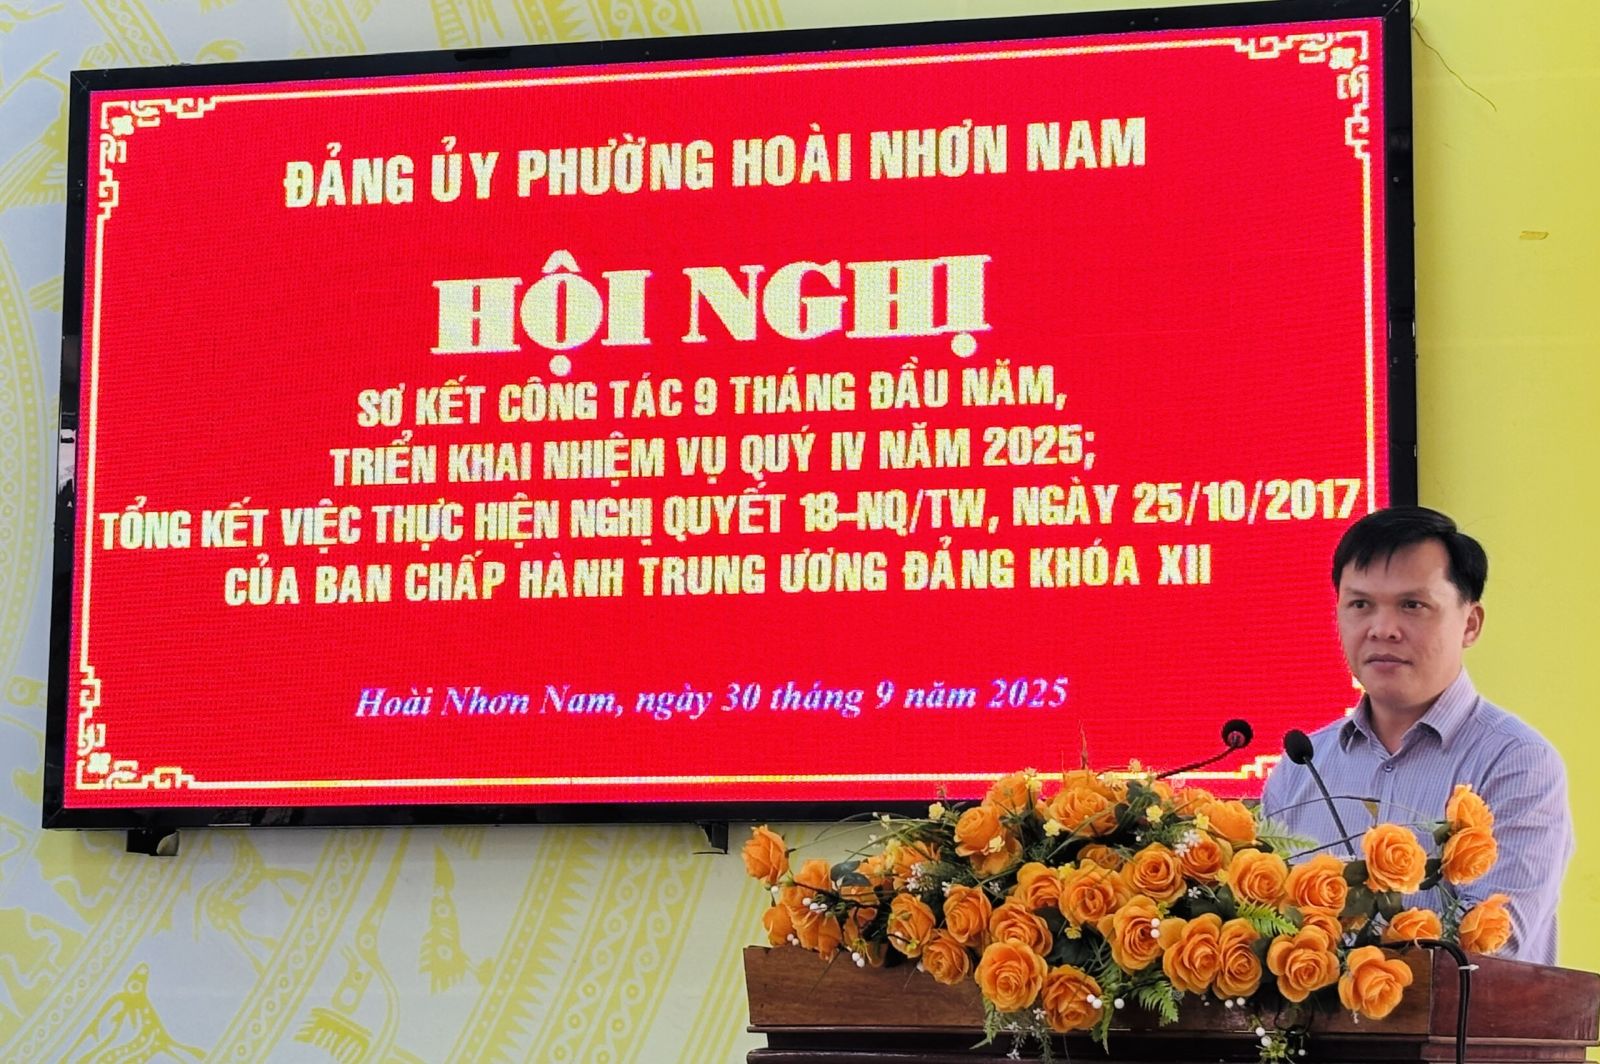 ĐẢNG ỦY PHƯỜNG HOÀI NHƠN NAM
HỘI NGHỊ
SƠ KẾT CÔNG TÁC 9 THÁNG ĐẦU NĂM,
TRIỂN KHAI NHIỆM VỤ QUÝ IV NĂM 2025;
TỔNG KẾT VIỆC THỰC HIỆN NGHỊ QUYẾT 18-NQ/TW, NGÀY 25/10/2017
CỦA BAN CHẤP HÀNH TRUNG ƯƠNG ĐẢNG KHÓA XII
Hoài Nhơn Nam, ngày 30 tháng 9 năm 2025